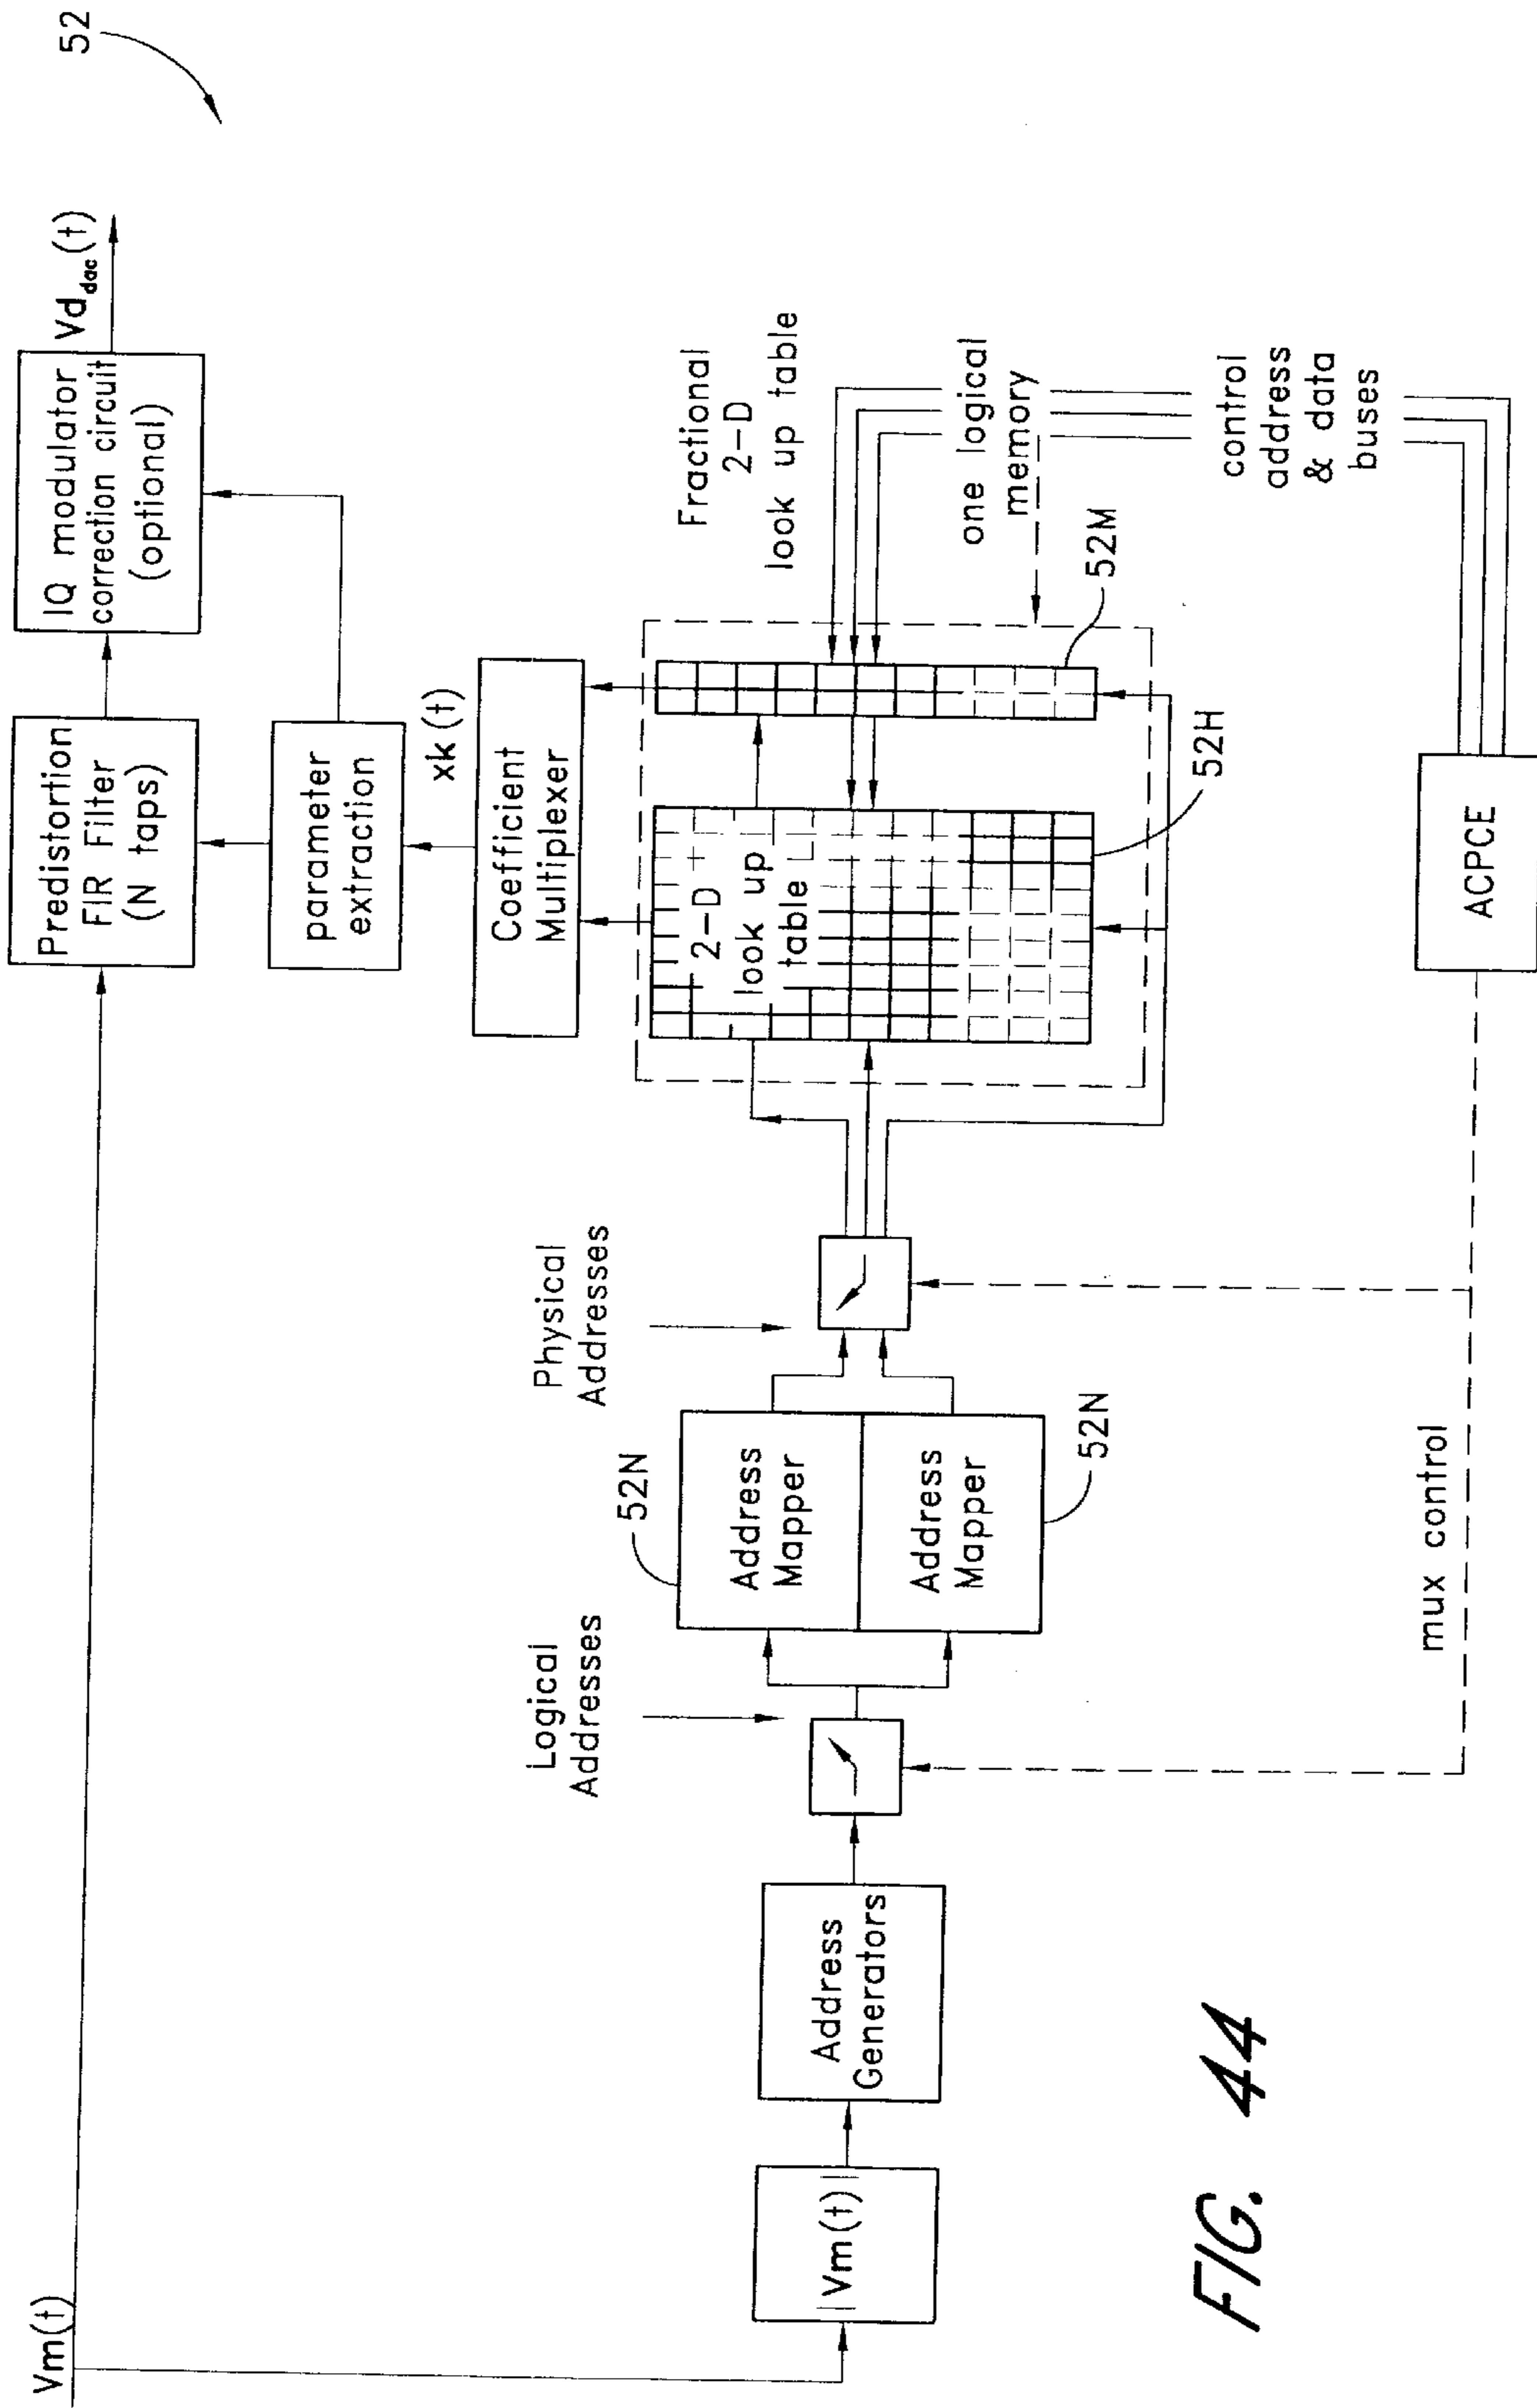 52
Vm(t)
Predistortion
FIR Filter
(N taps)
IQ modulator
correction circuit
(optional)
Vd dac (t)
parameter
extraction
xk(t)
Coefficient
Multiplexer
Fractional
2-D
look up table
one logical
memory
52M
2-D
look up
table
52H
control
address
& data
buses
ACPCE
Physical
Addresses
Logical
Addresses
52N
Address
Mapper
Address
Mapper
52N
mux control
Address
Generators
|Vm(t)|
FIG. 44